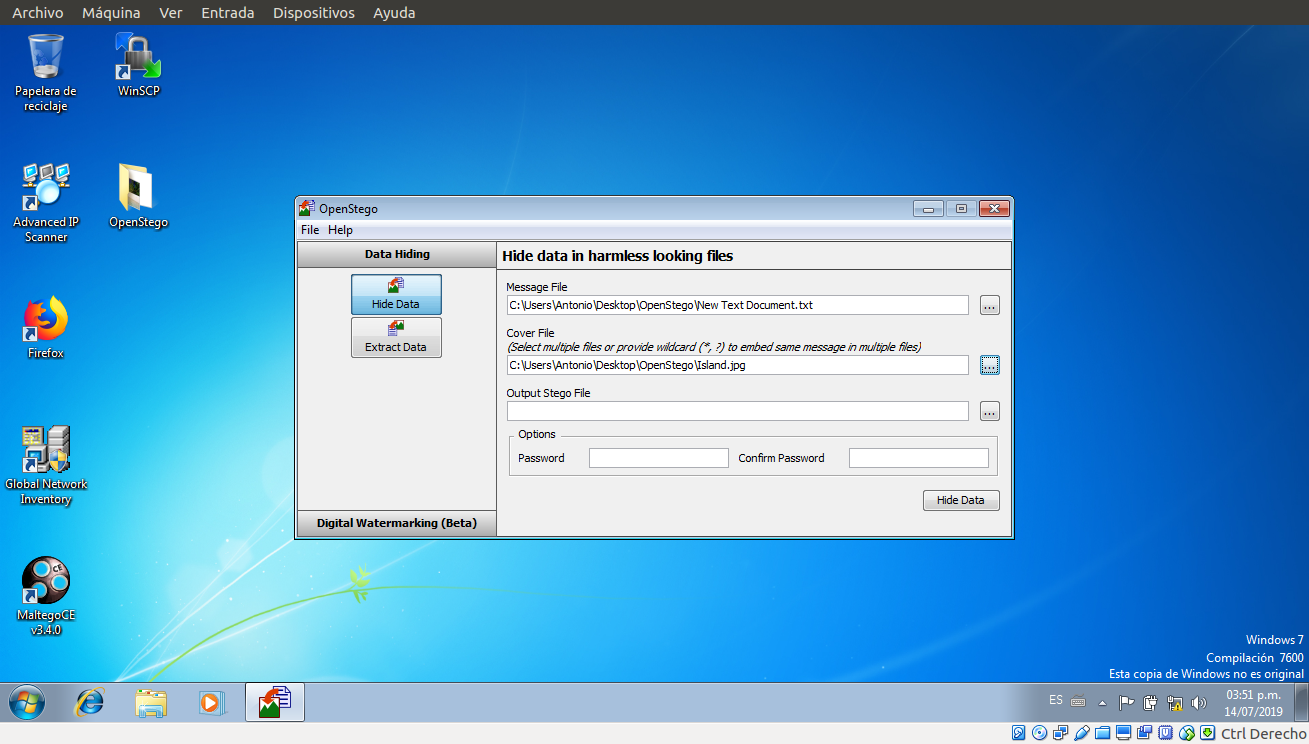 Archivo Máquina Ver Entrada Dispositivos Ayuda
Papelera de
reciclaje
WinSCP
Advanced IP
Scanner
OpenStego
Firefox
Global Network
Inventory
MaltegoCE
v3.4.0
OpenStego
File Help
Data Hiding
Hide Data
Extract Data
Digital Watermarking (Beta)
Hide data in harmless looking files
Message File
C:\Users\Antonio\Desktop\OpenStego\New Text Document.txt
...
Cover File
(Select multiple files or provide wildcard (*, ?) to embed same message in multiple files)
C:\Users\Antonio\Desktop\OpenStego\Island.jpg
...
Output Stego File
...
Options
Password
Confirm Password
Hide Data
Windows 7
Compilación 7600
Esta copia de Windows no es original
ES
03:51 p.m.
14/07/2019
Ctrl Derecho